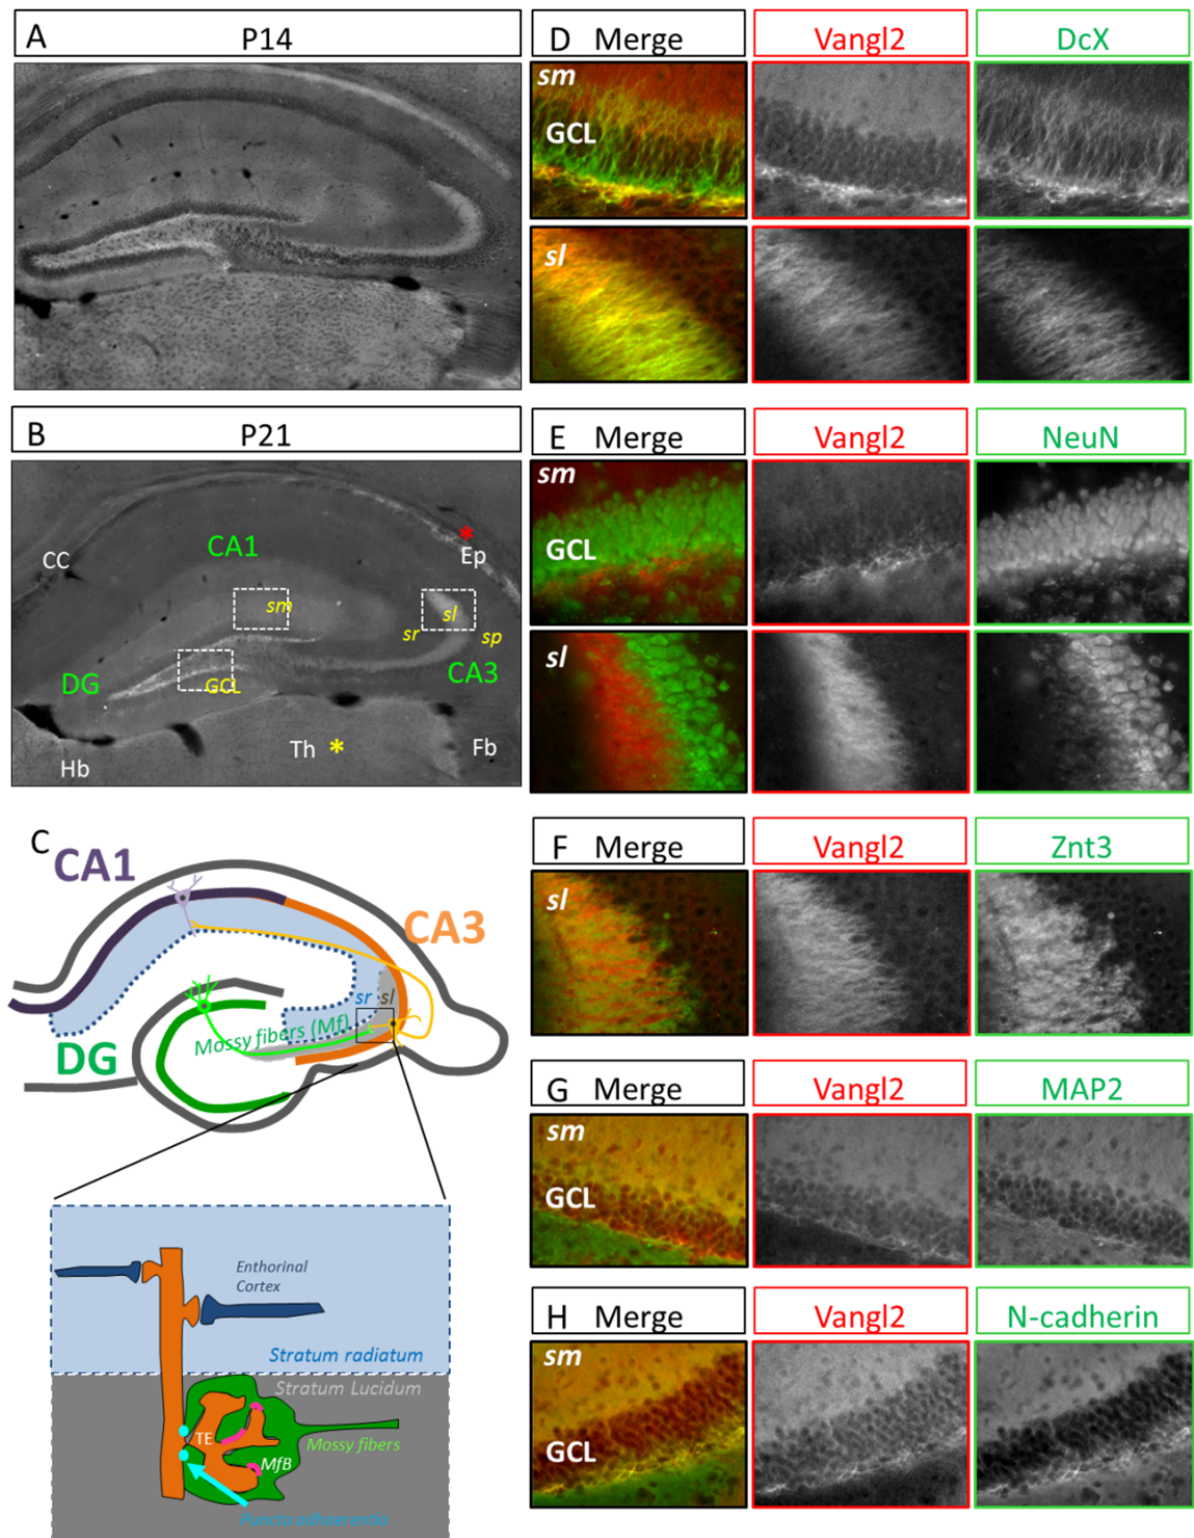 A P14
B P21
CA1
CC
*
Ep
sm
sl
sr
sp
DG
GCL
CA3
Th *
Fb
Hb
C
CA1
CA3
sr sl
Mossy fibers (Mf)
DG
Enthorinal
Cortex
Stratum radiatum
Stratum Lucidum
TE
Mossy fibers
MfB
Puncta adhaerentia
D Merge Vangl2 DcX
sm
GCL
sl
E Merge Vangl2 NeuN
sm
GCL
sl
F Merge Vangl2 Znt3
sl
G Merge Vangl2 MAP2
sm
GCL
H Merge Vangl2 N-cadherin
sm
GCL